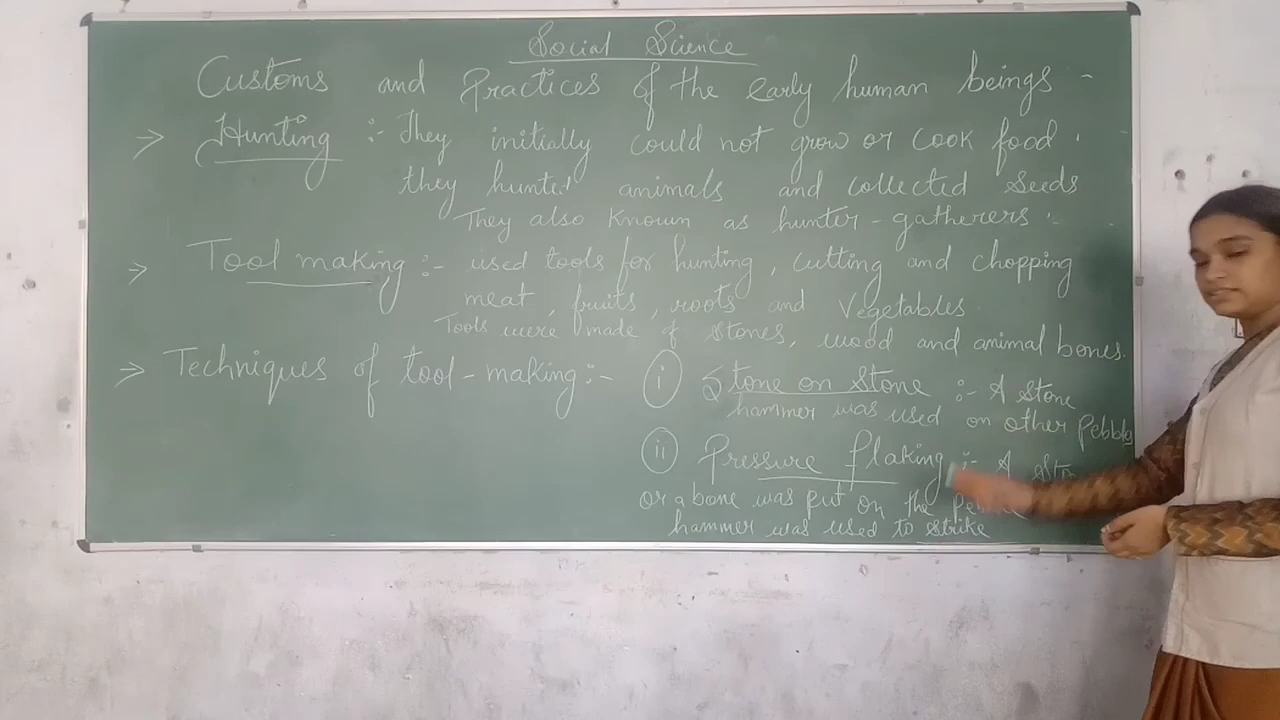 Social Science
Customs and Practices of the early human beings -
> Hunting :- They initially could not grow or cook food.
they hunted animals and collected seeds
They also known as hunter-gatherers.
> Tool making :- used tools for hunting, cutting and chopping
meat, fruits, roots and vegetables.
Tools were made of stones, wood and animal bones.
> Techniques of tool-making :- (i) Stone on Stone :- A stone
hammer was used on other Pebbles
(ii) Pressure flaking :- A
or a bone was put on the
hammer was used to strike